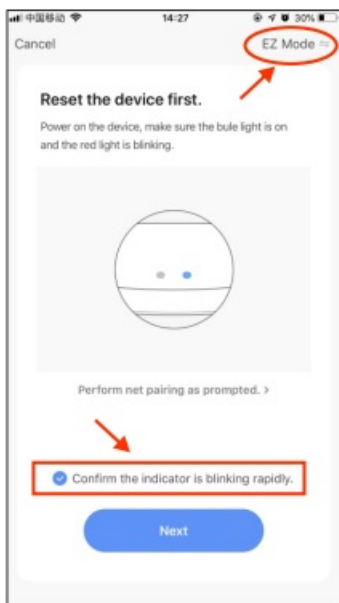 中国移动 14:27 30%
Cancel EZ Mode
Reset the device first.
Power on the device, make sure the bule light is on
and the red light is blinking.
Perform net pairing as prompted. >
Confirm the indicator is blinking rapidly.
Next